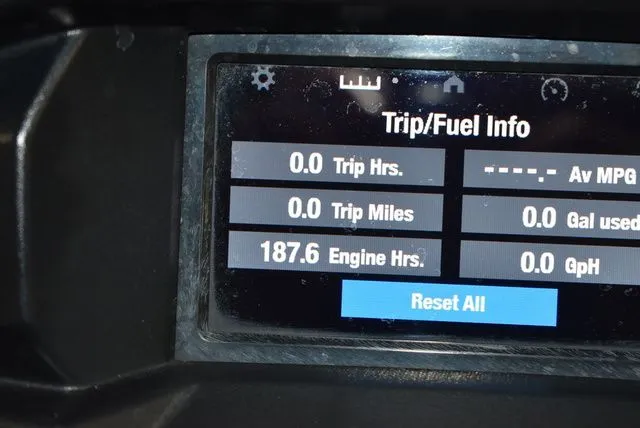 Trip/Fuel Info
0.0 Trip Hrs.
----.- Av MPG
0.0 Trip Miles
0.0 Gal used
187.6 Engine Hrs.
0.0 GpH
Reset All